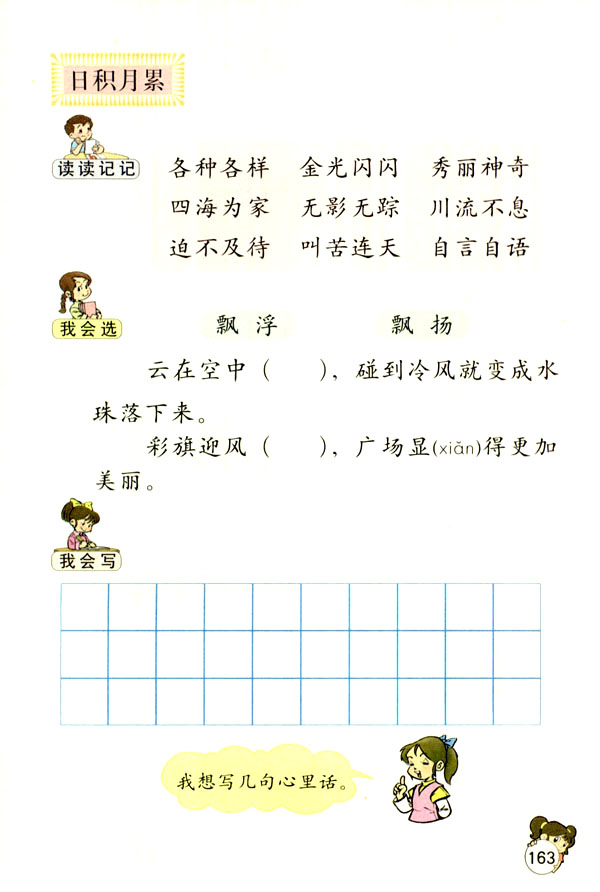 日积月累
读读记记
各种各样 金光闪闪 秀丽神奇
四海为家 无影无踪 川流不息
迫不及待 叫苦连天 自言自语
我会选
飘浮 飘扬
云在空中（ ），碰到冷风就变成水
珠落下来。
彩旗迎风（ ），广场显(xiǎn)得更加
美丽。
我会写
我想写几句心里话。
163